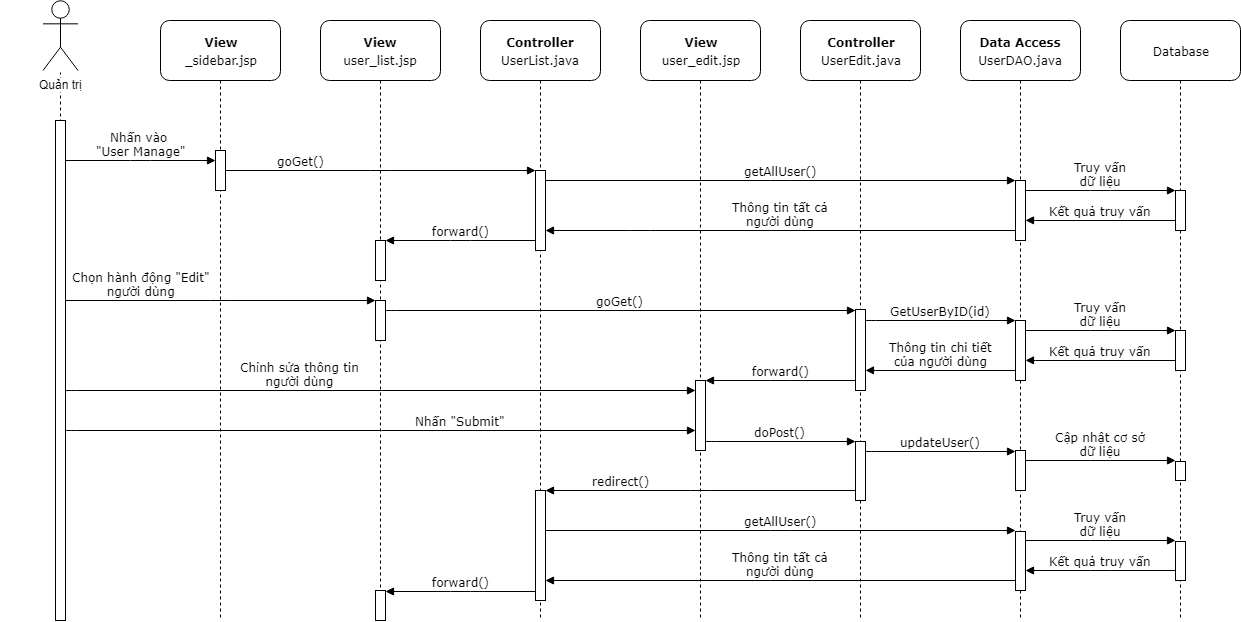 View
_sidebar.jsp
View
user_list.jsp
Controller
UserList.java
View
user_edit.jsp
Controller
UserEdit.java
Data Access
UserDAO.java
Database
Quản trị
Nhấn vào
"User Manage"
goGet()
getAllUser()
Truy vấn
dữ liệu
Kết quả truy vấn
Thông tin tất cả
người dùng
forward()
Chọn hành động "Edit"
người dùng
goGet()
GetUserByID(id)
Truy vấn
dữ liệu
Kết quả truy vấn
Thông tin chi tiết
của người dùng
forward()
Chỉnh sửa thông tin
người dùng
Nhấn "Submit"
doPost()
updateUser()
Cập nhật cơ sở
dữ liệu
redirect()
getAllUser()
Truy vấn
dữ liệu
Kết quả truy vấn
Thông tin tất cả
người dùng
forward()